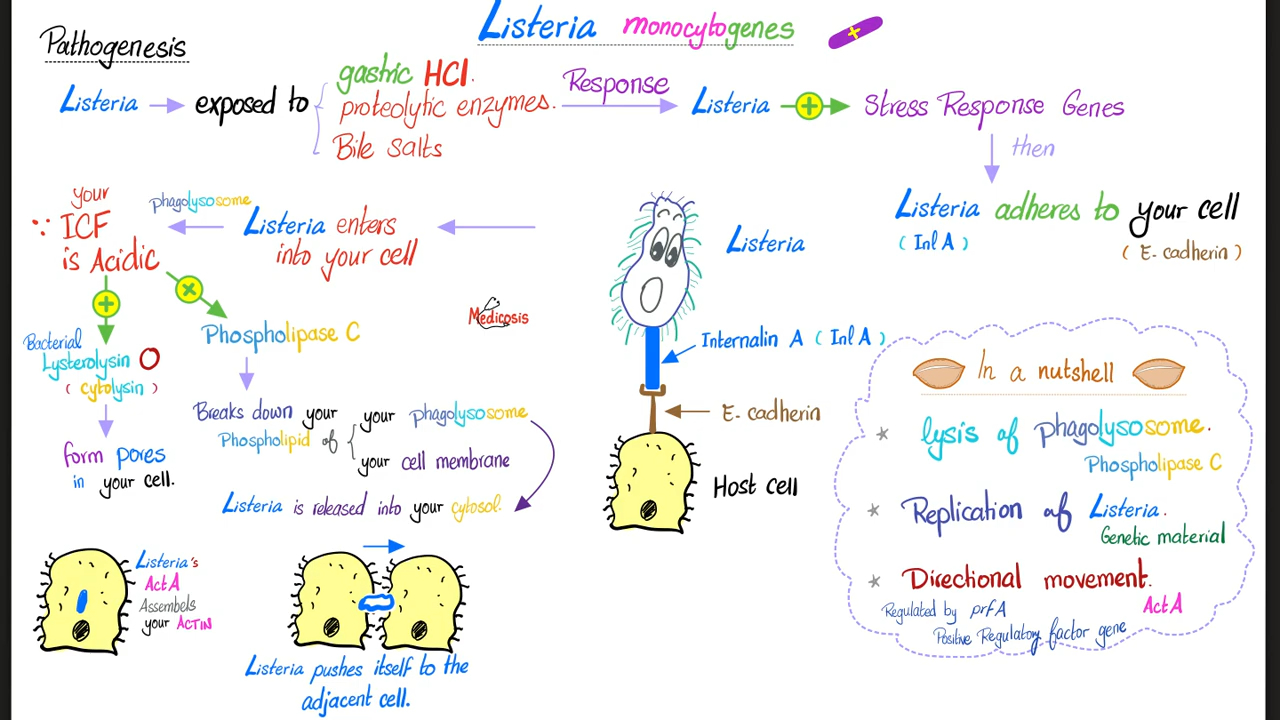 Listeria monocytogenes
Pathogenesis
Listeria → exposed to
gastric HCl.
proteolytic enzymes.
Bile Salts
Response
Listeria + Stress Response Genes
then
Listeria adheres to your cell
( InlA )
( E- cadherin )
Listeria enters
into your cell
phagolysosome
∵ your
ICF
is Acidic
+
×
Bacterial
Lysterolysin O
( cytolysin )
form pores
in your cell.
Phospholipase C
Breaks down your
Phospholipid of
your phagolysosome
your cell membrane
Listeria is released into your cytosol.
Listeria's
ActA
Assembels
your ACTIN
Listeria pushes itself to the
adjacent cell.
Medicosis
Listeria
Internalin A ( InlA )
E- cadherin
Host cell
In a nutshell
* lysis of phagolysosome.
Phospholipase C
* Replication of Listeria.
Genetic material
* Directional movement.
ActA
Regulated by prfA
Positive Regulatory factor gene